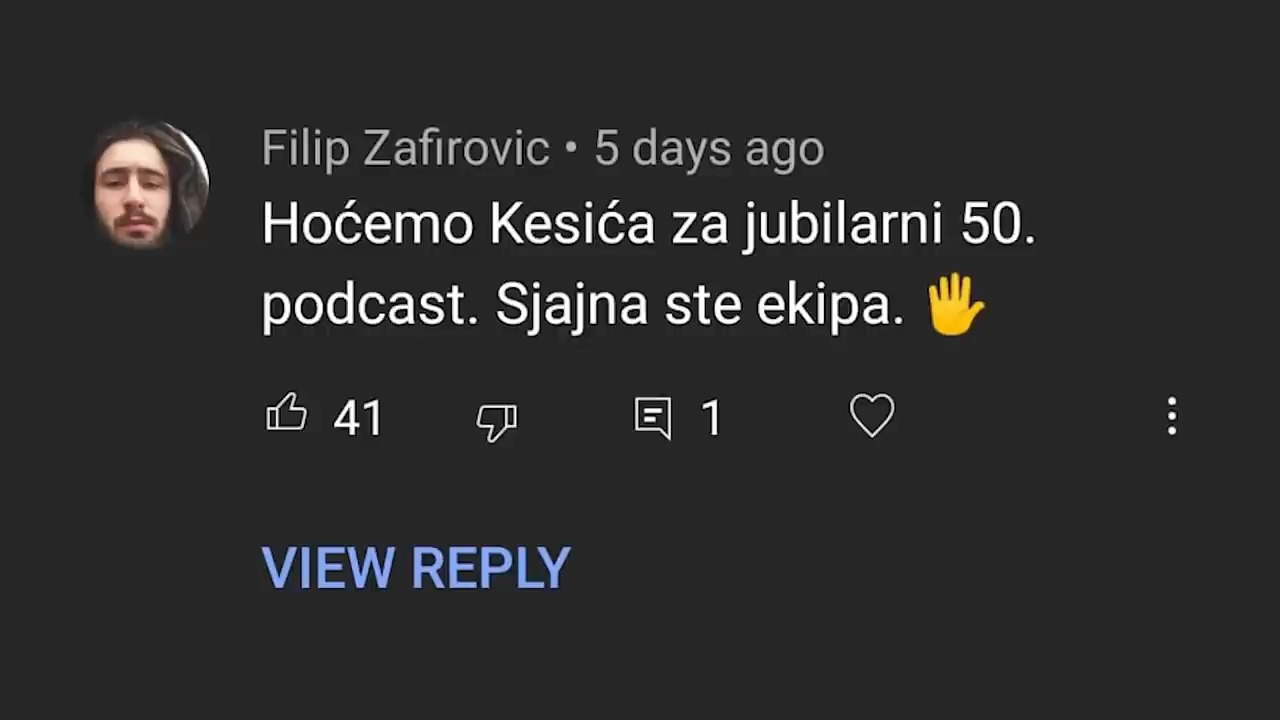 Filip Zafirovic • 5 days ago
Hoćemo Kesića za jubilarni 50.
podcast. Sjajna ste ekipa. 🖐
41
1
VIEW REPLY